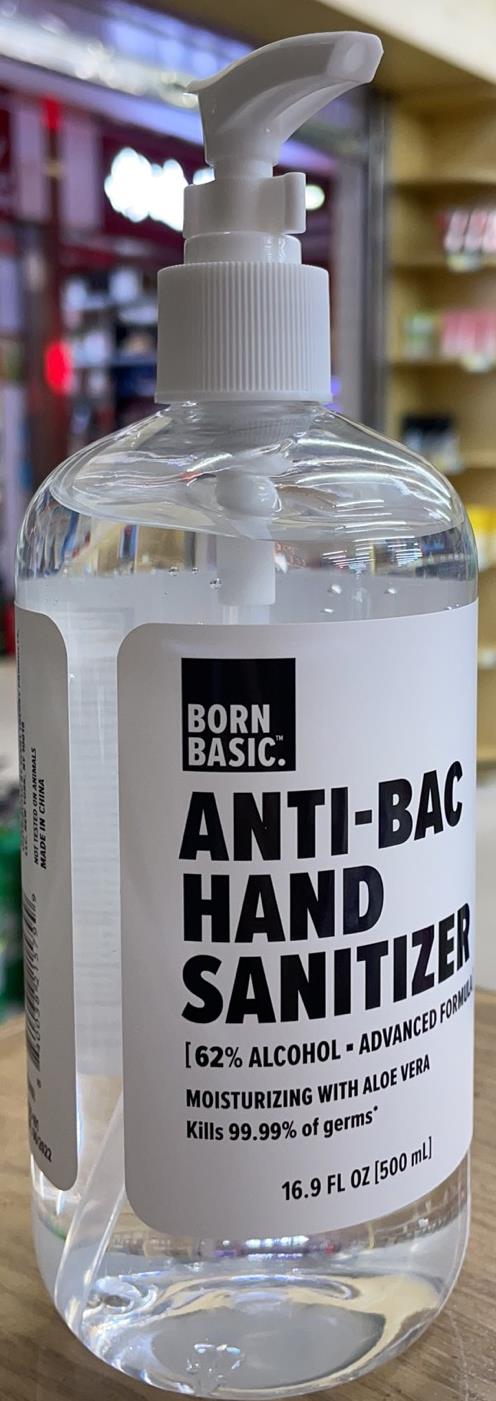 BORN
BASIC.™
ANTI-BAC
HAND
SANITIZER
[62% ALCOHOL ▪ ADVANCED FORMULA
MOISTURIZING WITH ALOE VERA
Kills 99.99% of germs*
16.9 FL OZ [500 mL]
NOT TESTED ON ANIMALS
MADE IN CHINA